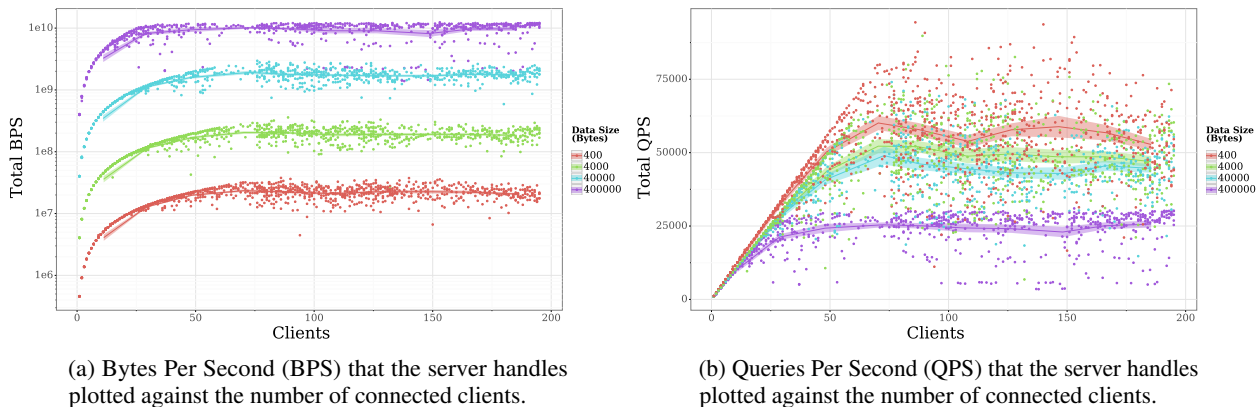 1e10
1e9
1e8
1e7
1e6
Total BPS
0
50
100
150
200
Clients
Data Size
(Bytes)
400
4000
40000
400000
(a) Bytes Per Second (BPS) that the server handles
plotted against the number of connected clients.
75000
50000
25000
0
Total QPS
0
50
100
150
200
Clients
Data Size
(Bytes)
400
4000
40000
400000
(b) Queries Per Second (QPS) that the server handles
plotted against the number of connected clients.